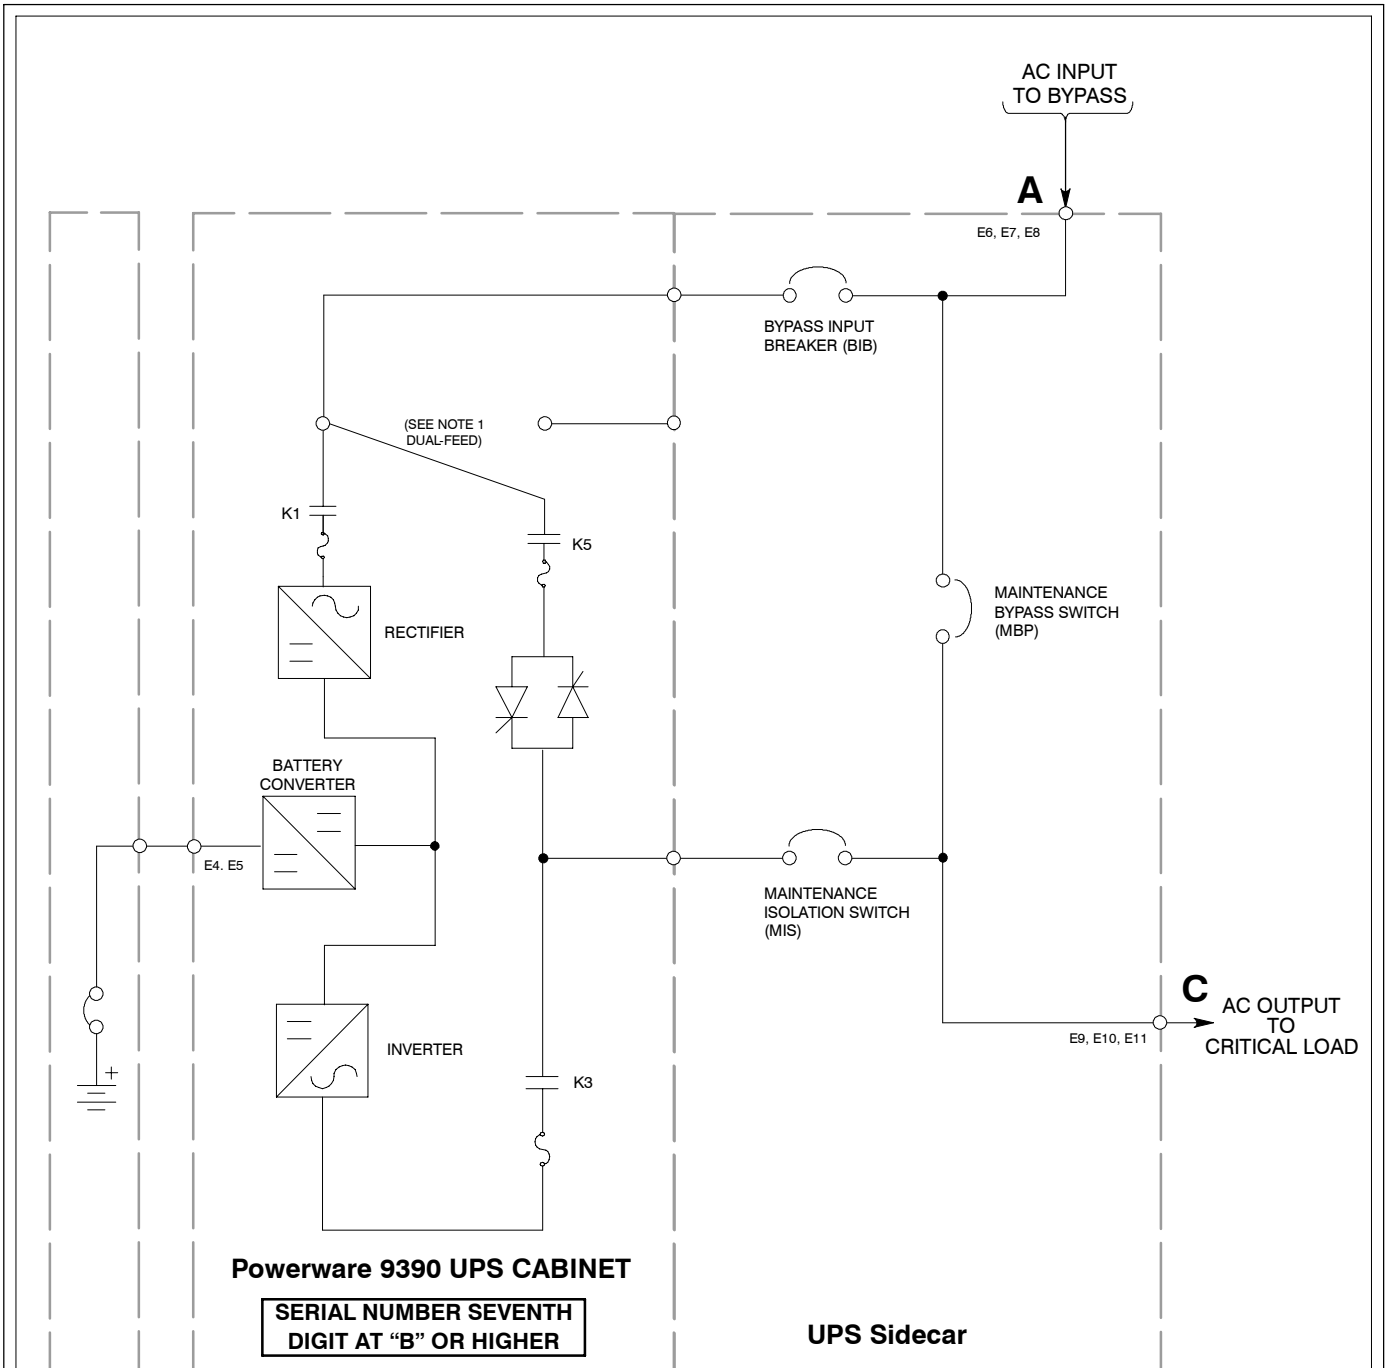 AC INPUT
TO BYPASS
A
E6, E7, E8
BYPASS INPUT
BREAKER (BIB)
(SEE NOTE 1
DUAL-FEED)
K1
K5
MAINTENANCE
BYPASS SWITCH
(MBP)
RECTIFIER
BATTERY
CONVERTER
E4. E5
MAINTENANCE
ISOLATION SWITCH
(MIS)
C
AC OUTPUT
TO
CRITICAL LOAD
E9, E10, E11
INVERTER
+
K3
Powerware 9390 UPS CABINET
SERIAL NUMBER SEVENTH
DIGIT AT “B” OR HIGHER
UPS Sidecar